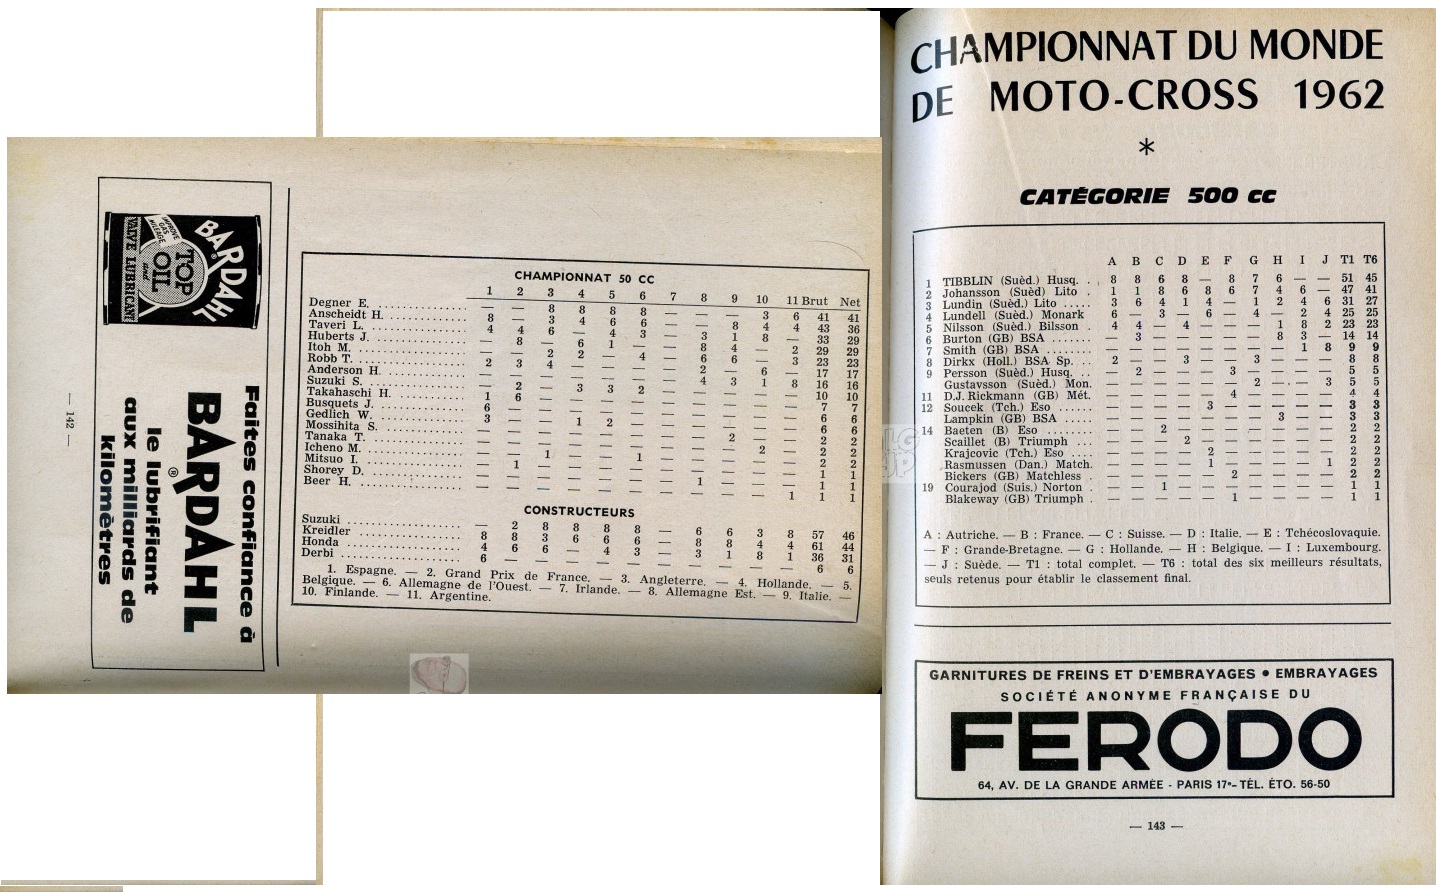 BARDAHL
IMPROVE GAS MILEAGE
TOP OIL and
VALVE LUBRICANT
Faites confiance à
BARDAHL
®
le lubrifiant
aux milliards de
kilomètres
— 142 —
CHAMPIONNAT 50 CC
1 2 3 4 5 6 7 8 9 10 11 Brut Net
Degner E. — — 8 8 8 8 — — — 3 6 41 41
Anscheidt H. 8 — 3 4 6 6 — — 8 4 4 43 36
Taveri L. 4 4 6 — 4 3 — 3 1 8 — 33 29
Huberts J. — 8 — 6 1 — — 8 4 — 2 29 29
Itoh M. — — 2 2 — 4 — 6 6 — 3 23 23
Robb T. 2 3 4 — — — — 2 — 6 — 17 17
Anderson H. — — — — — — — 4 3 1 8 16 16
Suzuki S. — 2 — 3 3 2 — — — — — 10 10
Takahaschi H. 1 6 — — — — — — — — — 7 7
Busquets J. 6 — — — — — — — — — — 6 6
Gedlich W. 3 — — 1 2 — — — — — — 6 6
Mossihita S. — — — — — — — — 2 — — 2 2
Tanaka T. — — — — — — — — — 2 — 2 2
Icheno M. — — 1 — — 1 — — — — — 2 2
Mitsuo I. — 1 — — — — — — — — — 1 1
Shorey D. — — — — — — — 1 — — — 1 1
Beer H. — — — — — — — — — — 1 1 1
CONSTRUCTEURS
Suzuki — 2 8 8 8 8 — 6 6 3 8 57 46
Kreidler 8 8 3 6 6 6 — 8 8 4 4 61 44
Honda 4 6 6 — 4 3 — 3 1 8 1 36 31
Derbi 6 — — — — — — — — — — 6 6
1. Espagne. — 2. Grand Prix de France. — 3. Angleterre. — 4. Hollande. — 5.
Belgique. — 6. Allemagne de l'Ouest. — 7. Irlande. — 8. Allemagne Est. — 9. Italie. —
10. Finlande. — 11. Argentine.
CHAMPIONNAT DU MONDE
DE MOTO-CROSS 1962
*
CATÉGORIE 500 cc
A B C D E F G H I J T1 T6
1 TIBBLIN (Suèd.) Husq. . 8 8 6 8 — 8 7 6 — — 51 45
2 Johansson (Suèd) Lito . 1 1 8 6 8 6 7 4 6 — 47 41
3 Lundin (Suèd) Lito ... 3 6 4 1 4 — 1 2 4 6 31 27
4 Lundell (Suèd.) Monark 6 — 3 — 6 — 4 — 2 4 25 25
5 Nilsson (Suèd.) Bilsson . 4 4 — 4 — — — 1 8 2 23 23
6 Burton (GB) BSA ...... — 3 — — — — — 8 3 — 14 14
7 Smith (GB) BSA ....... — — — — — — — — 1 8 9 9
8 Dirkx (Holl.) BSA Sp. .. 2 — — 3 — — 3 — — — 8 8
9 Persson (Suèd.) Husq. .. — 2 — — — 3 — — — — 5 5
Gustavsson (Suèd.) Mon. — — — — — — 2 — — 3 5 5
11 D.J. Rickmann (GB) Mét. — — — — — 4 — — — — 4 4
12 Soucek (Tch.) Eso ..... — — — — 3 — — — — — 3 3
Lampkin (GB) BSA .... — — — — — — — 3 — — 3 3
14 Baeten (B) Eso ....... — — 2 — — — — — — — 2 2
Scaillet (B) Triumph ... — — — 2 — — — — — — 2 2
Krajcovic (Tch.) Eso .... — — — — 2 — — — — — 2 2
Rasmussen (Dan.) Match. — — — — 1 — — — — 1 2 2
Bickers (GB) Matchless . — — — — — 2 — — — — 2 2
19 Courajod (Suis.) Norton . — — 1 — — — — — — — 1 1
Blakeway (GB) Triumph . — — — — — 1 — — — — 1 1
A : Autriche. — B : France. — C : Suisse. — D : Italie. — E : Tchécoslovaquie.
— F : Grande-Bretagne. — G : Hollande. — H : Belgique. — I : Luxembourg.
— J : Suède. — T1 : total complet. — T6 : total des six meilleurs résultats,
seuls retenus pour établir le classement final.
GARNITURES DE FREINS ET D'EMBRAYAGES • EMBRAYAGES
SOCIÉTÉ ANONYME FRANÇAISE DU
FERODO
64, AV. DE LA GRANDE ARMÉE - PARIS 17e - TÉL. ÉTO. 56-50
— 143 —